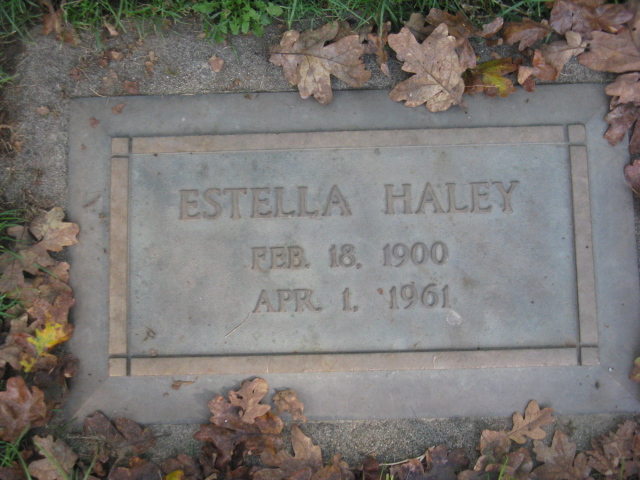 ESTELLA HALEY
FEB. 18, 1900
APR. 1, 1961